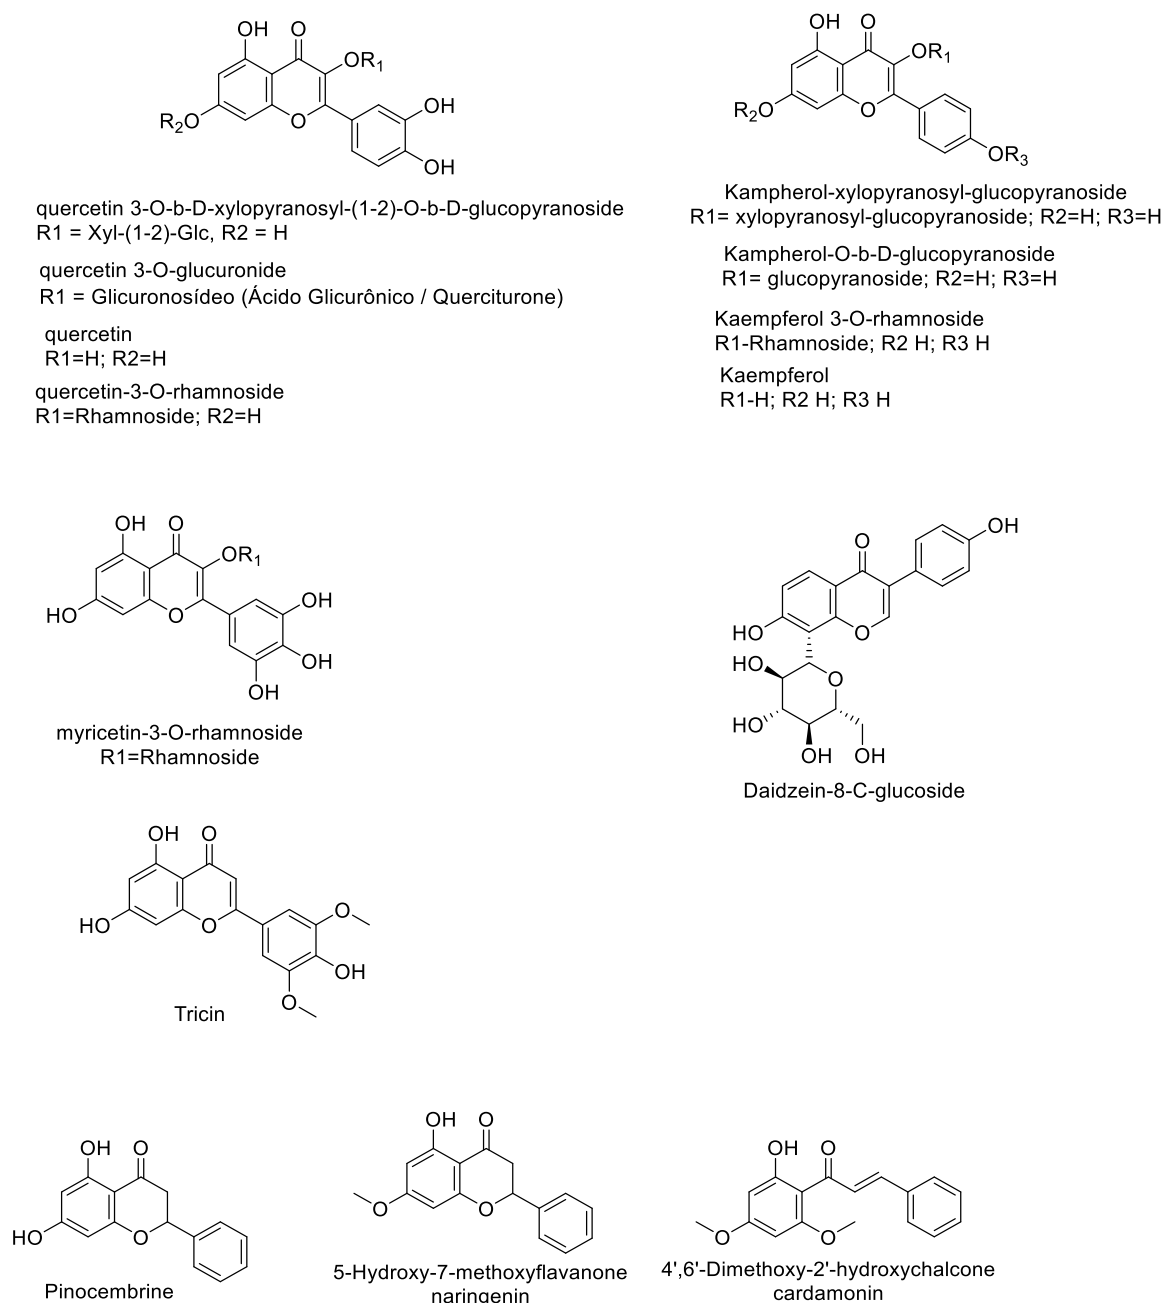 OH O
OR1
OH
R2O O
OH
quercetin 3-O-b-D-xylopyranosyl-(1-2)-O-b-D-glucopyranoside
R1 = Xyl-(1-2)-Glc, R2 = H
quercetin 3-O-glucuronide
R1 = Glicuronosídeo (Ácido Glicurônico / Querciturone)
quercetin
R1=H; R2=H
quercetin-3-O-rhamnoside
R1=Rhamnoside; R2=H
OH O
OR1
R2O O
OR3
Kampherol-xylopyranosyl-glucopyranoside
R1= xylopyranosyl-glucopyranoside; R2=H; R3=H
Kampherol-O-b-D-glucopyranoside
R1= glucopyranoside; R2=H; R3=H
Kaempferol 3-O-rhamnoside
R1-Rhamnoside; R2 H; R3 H
Kaempferol
R1-H; R2 H; R3 H
OH O
OR1
HO O OH
OH
OH
myricetin-3-O-rhamnoside
R1=Rhamnoside
OH
O
HO O
HO O
HO
OH OH
Daidzein-8-C-glucoside
OH O
O
HO O
OH
O
Tricin
OH O
HO O
Pinocembrine
OH O
O O
5-Hydroxy-7-methoxyflavanone
naringenin
OH O
O O
4',6'-Dimethoxy-2'-hydroxychalcone
cardamonin